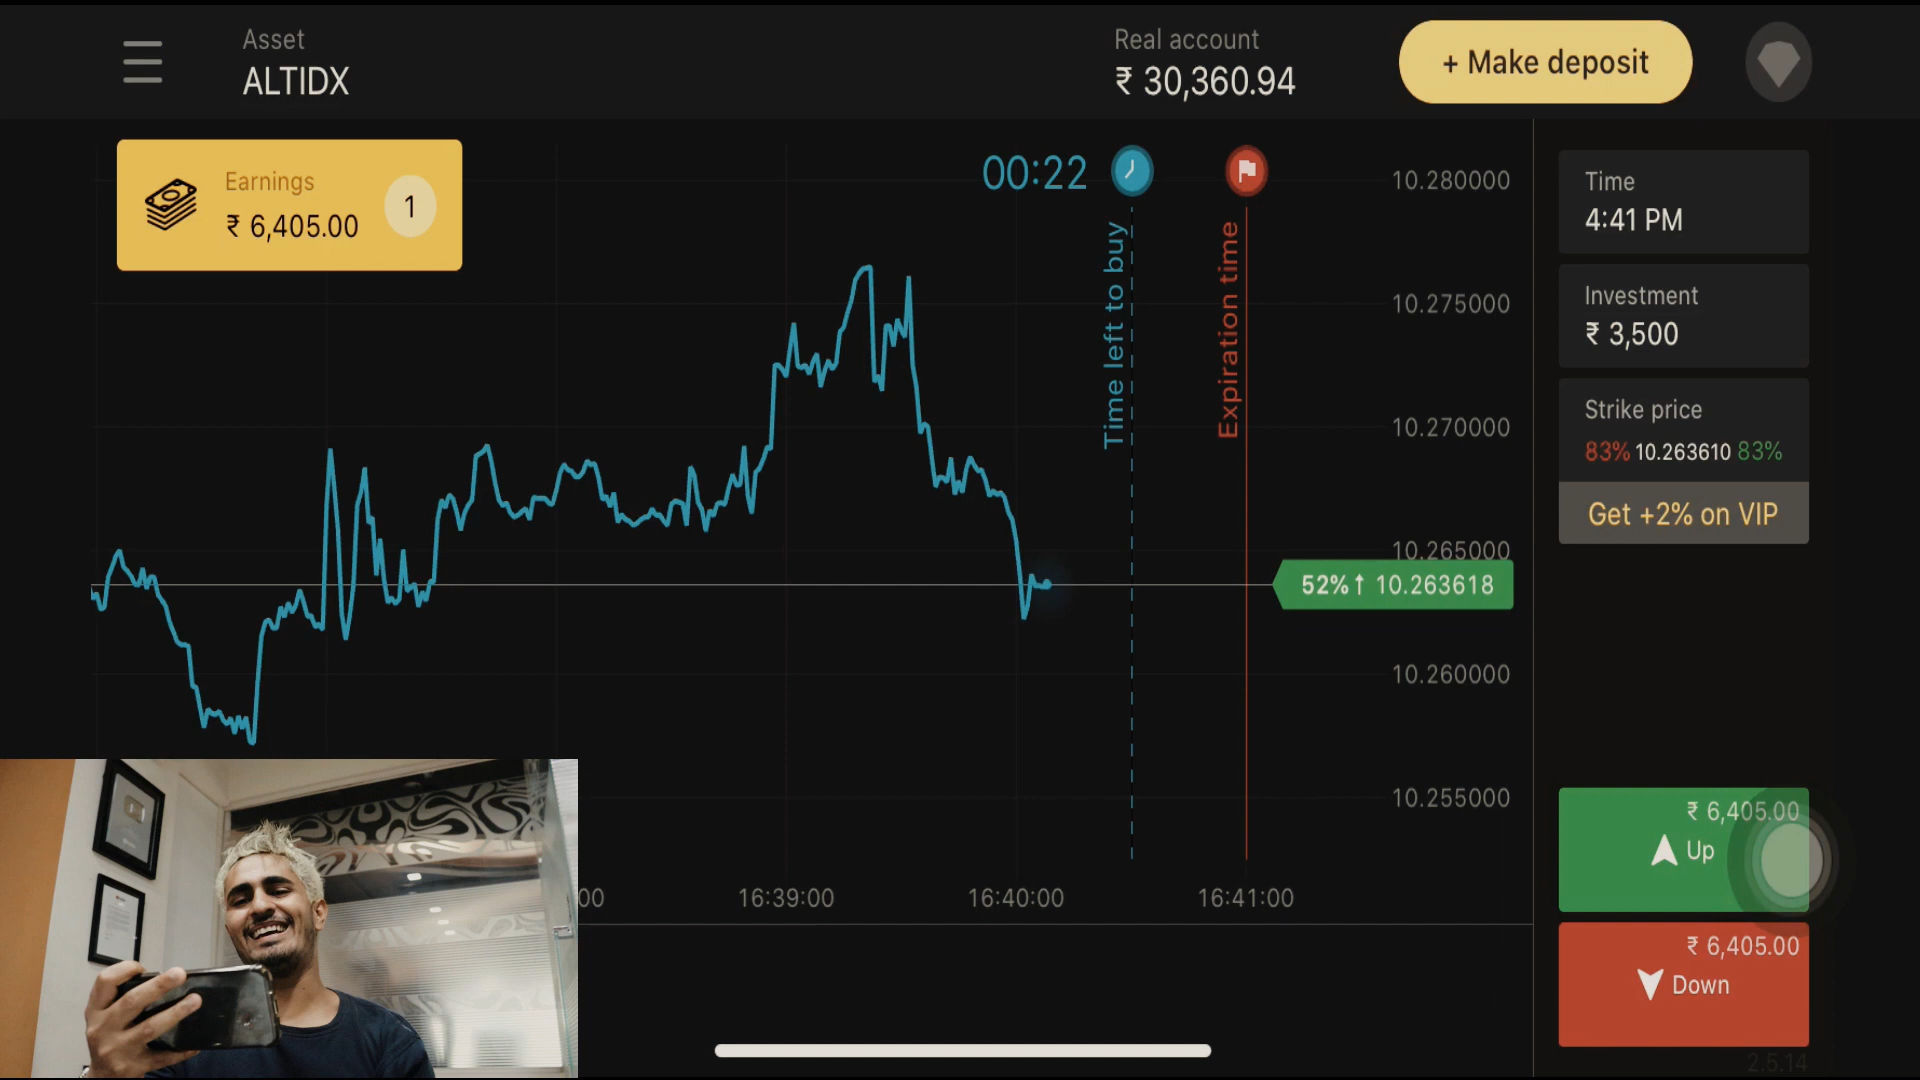 Asset
ALTIDX
Real account
₹ 30,360.94
+ Make deposit
Earnings
₹ 6,405.00
1
00:22
Time left to buy
Expiration time
10.280000
10.275000
10.270000
10.265000
52%↑ 10.263618
10.260000
10.255000
00
16:39:00
16:40:00
16:41:00
Time
4:41 PM
Investment
₹ 3,500
Strike price
83% 10.263610 83%
Get +2% on VIP
₹ 6,405.00
Up
₹ 6,405.00
Down
2.5.14